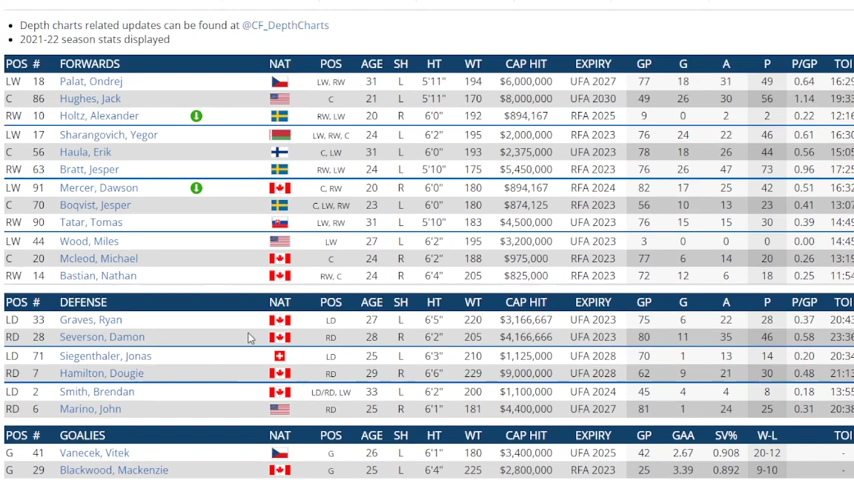 Depth charts related updates can be found at @CF_DepthCharts
2021-22 season stats displayed
POS # FORWARDS NAT POS AGE SH HT WT CAP HIT EXPIRY GP G A P P/GP TOI
LW 18 Palat, Ondrej LW, RW 31 L 5'11" 194 $6,000,000 UFA 2027 77 18 31 49 0.64 16:29
C 86 Hughes, Jack C 21 L 5'11" 170 $8,000,000 UFA 2030 49 26 30 56 1.14 19:33
RW 10 Holtz, Alexander RW, LW 20 R 6'0" 192 $894,167 RFA 2025 9 0 2 2 0.22 12:16
LW 17 Sharangovich, Yegor LW, RW, C 24 L 6'2" 195 $2,000,000 RFA 2023 76 24 22 46 0.61 16:30
C 56 Haula, Erik C, LW 31 L 6'0" 193 $2,375,000 UFA 2023 78 18 26 44 0.56 15:05
RW 63 Bratt, Jesper RW, LW 24 L 5'10" 175 $5,450,000 RFA 2023 76 26 47 73 0.96 17:25
LW 91 Mercer, Dawson C, RW 20 R 6'0" 180 $894,167 RFA 2024 82 17 25 42 0.51 16:32
C 70 Boqvist, Jesper C, LW, RW 23 L 6'0" 180 $874,125 RFA 2023 56 10 13 23 0.41 13:07
RW 90 Tatar, Tomas LW, RW 31 L 5'10" 183 $4,500,000 UFA 2023 76 15 15 30 0.39 14:49
LW 44 Wood, Miles LW 27 L 6'2" 195 $3,200,000 UFA 2023 3 0 0 0 0.00 14:45
C 20 Mcleod, Michael C 24 R 6'2" 188 $975,000 RFA 2023 77 6 14 20 0.26 13:19
RW 14 Bastian, Nathan RW, C 24 R 6'4" 205 $825,000 RFA 2023 72 12 6 18 0.25 11:54
POS # DEFENSE NAT POS AGE SH HT WT CAP HIT EXPIRY GP G A P P/GP TOI
LD 33 Graves, Ryan LD 27 L 6'5" 220 $3,166,667 UFA 2023 75 6 22 28 0.37 20:43
RD 28 Severson, Damon RD 28 R 6'2" 205 $4,166,666 UFA 2023 80 11 35 46 0.58 23:36
LD 71 Siegenthaler, Jonas LD 25 L 6'3" 210 $1,125,000 UFA 2028 70 1 13 14 0.20 20:34
RD 7 Hamilton, Dougie RD 29 R 6'6" 229 $9,000,000 UFA 2028 62 9 21 30 0.48 21:13
LD 2 Smith, Brendan LD/RD, LW 33 L 6'2" 200 $1,100,000 UFA 2024 45 4 4 8 0.18 13:55
RD 6 Marino, John RD 25 R 6'1" 181 $4,400,000 UFA 2027 81 1 24 25 0.31 20:38
POS # GOALIES NAT POS AGE SH HT WT CAP HIT EXPIRY GP GAA SV% W-L TOI
G 41 Vanecek, Vitek G 26 L 6'1" 180 $3,400,000 UFA 2025 42 2.67 0.908 20-12 -
G 29 Blackwood, Mackenzie G 25 L 6'4" 225 $2,800,000 RFA 2023 25 3.39 0.892 9-10 -